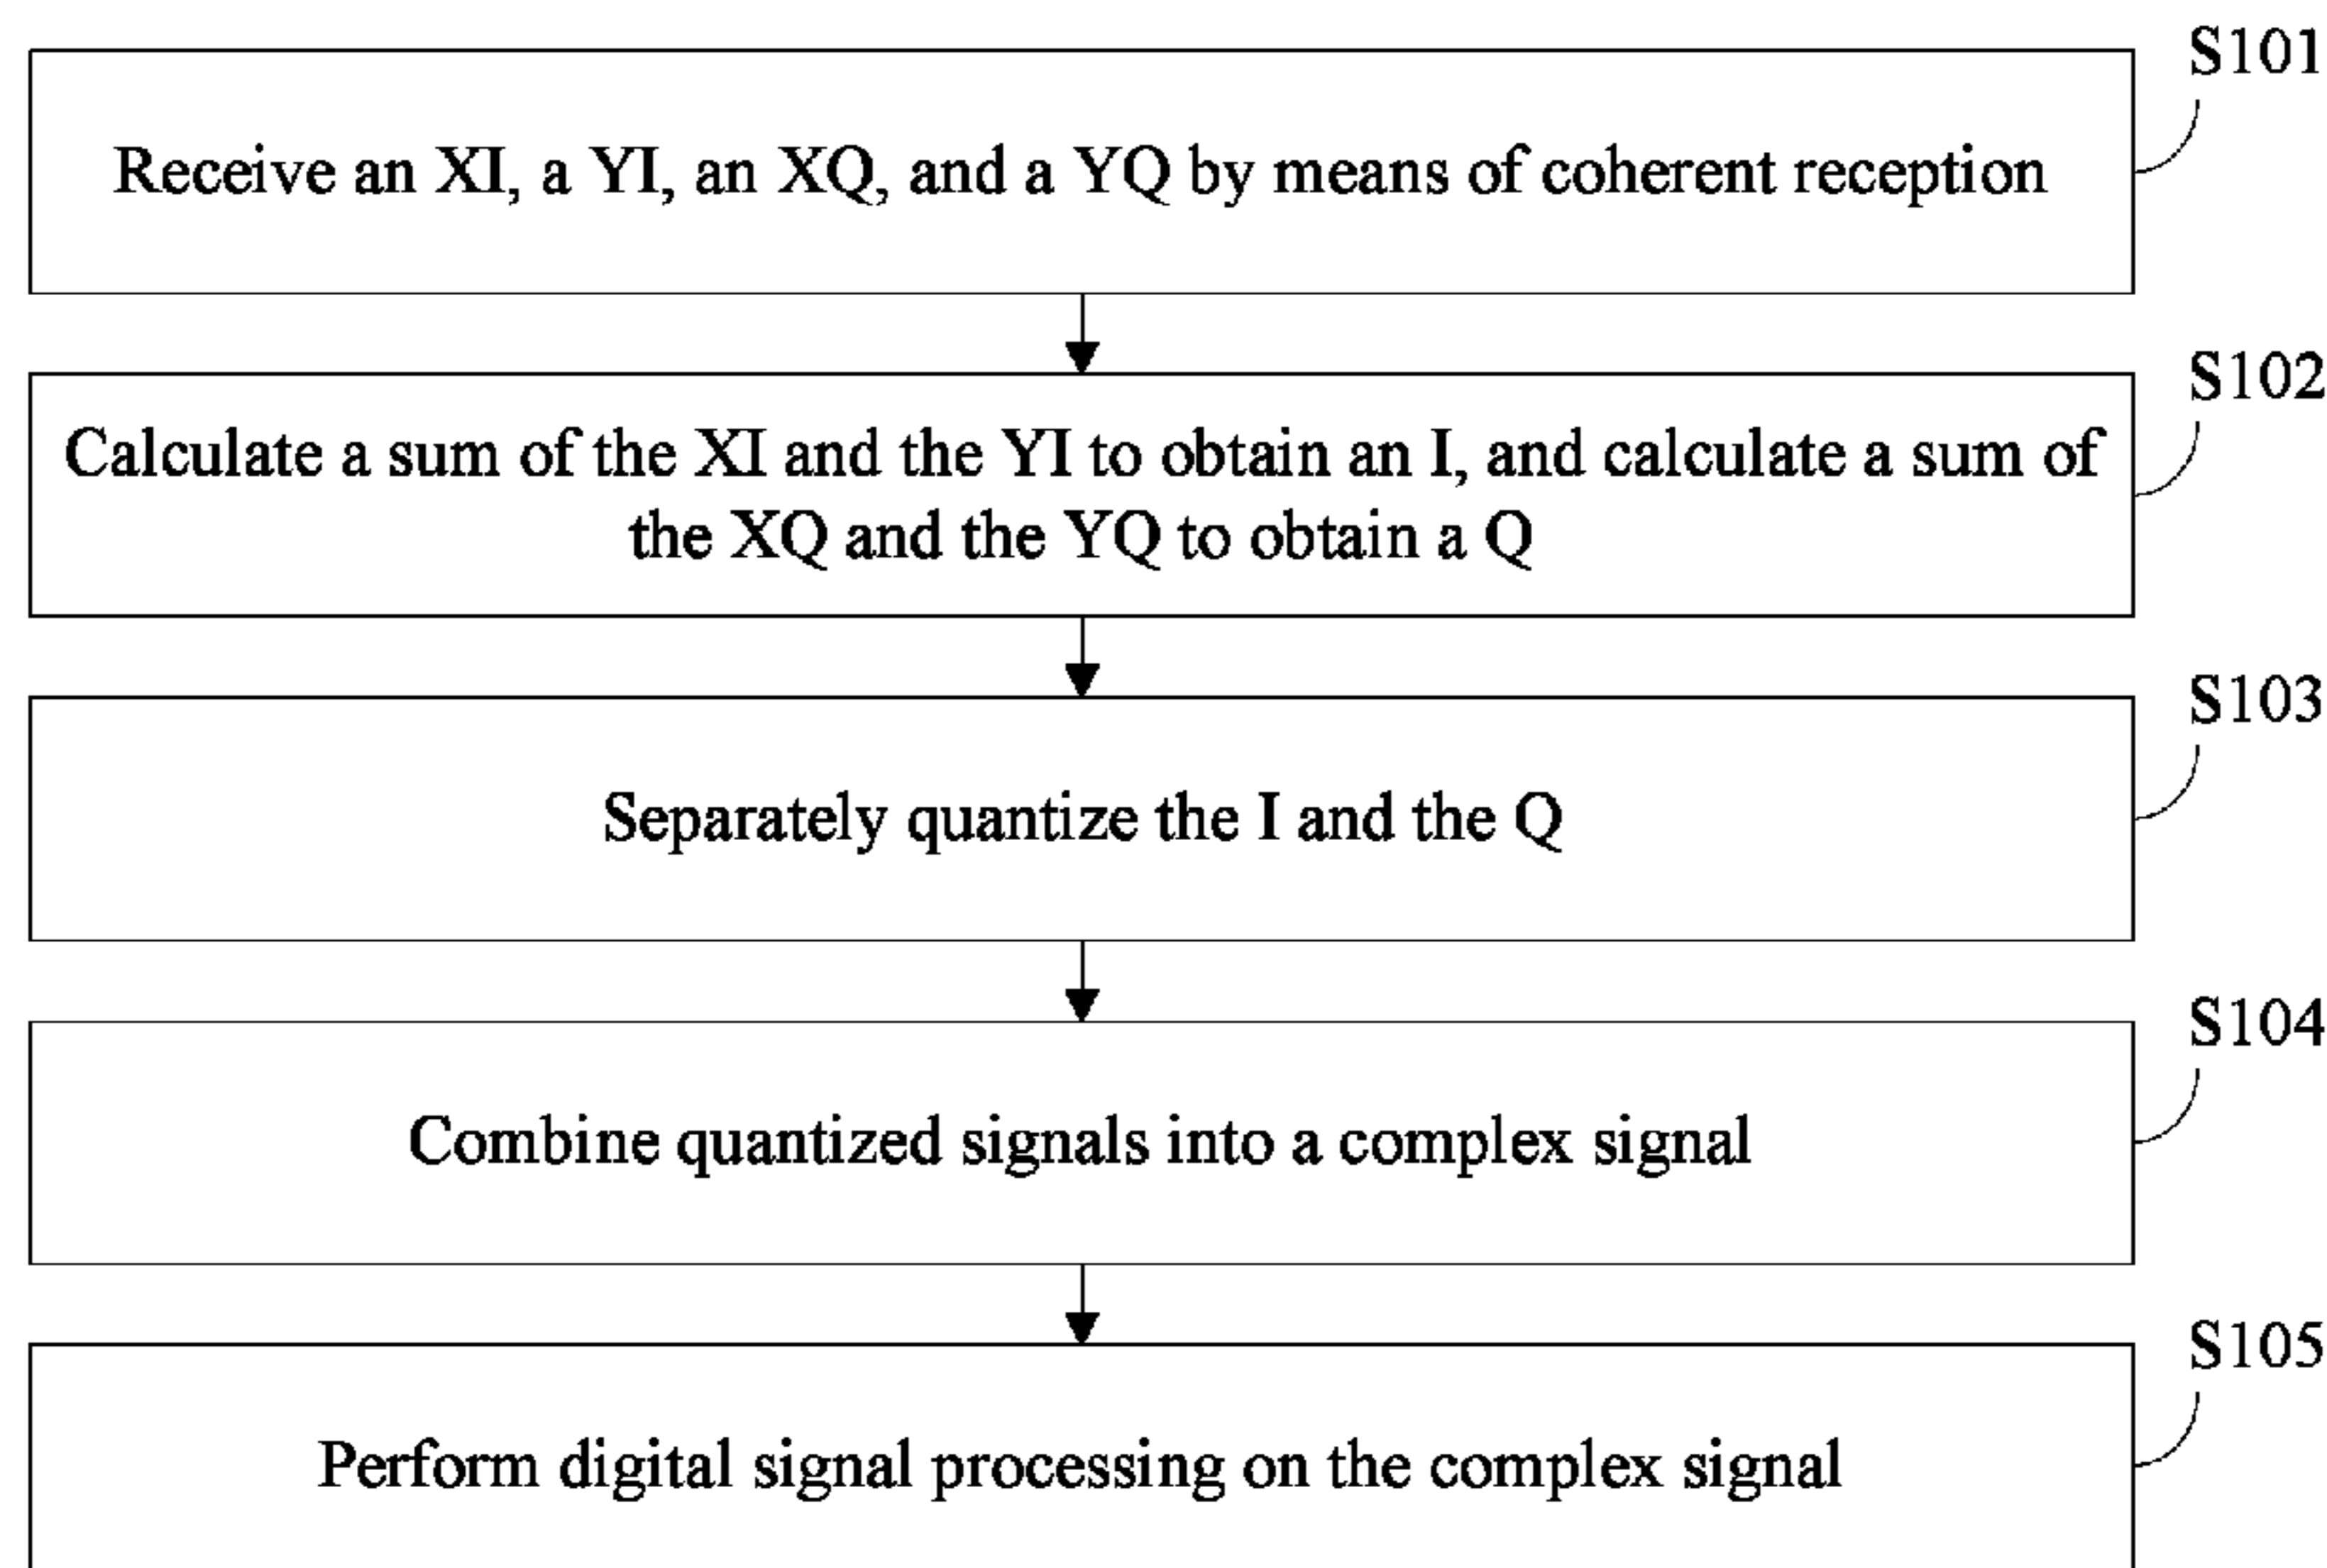 S101
Receive an XI, a YI, an XQ, and a YQ by means of coherent reception
S102
Calculate a sum of the XI and the YI to obtain an I, and calculate a sum of
the XQ and the YQ to obtain a Q
S103
Separately quantize the I and the Q
S104
Combine quantized signals into a complex signal
S105
Perform digital signal processing on the complex signal